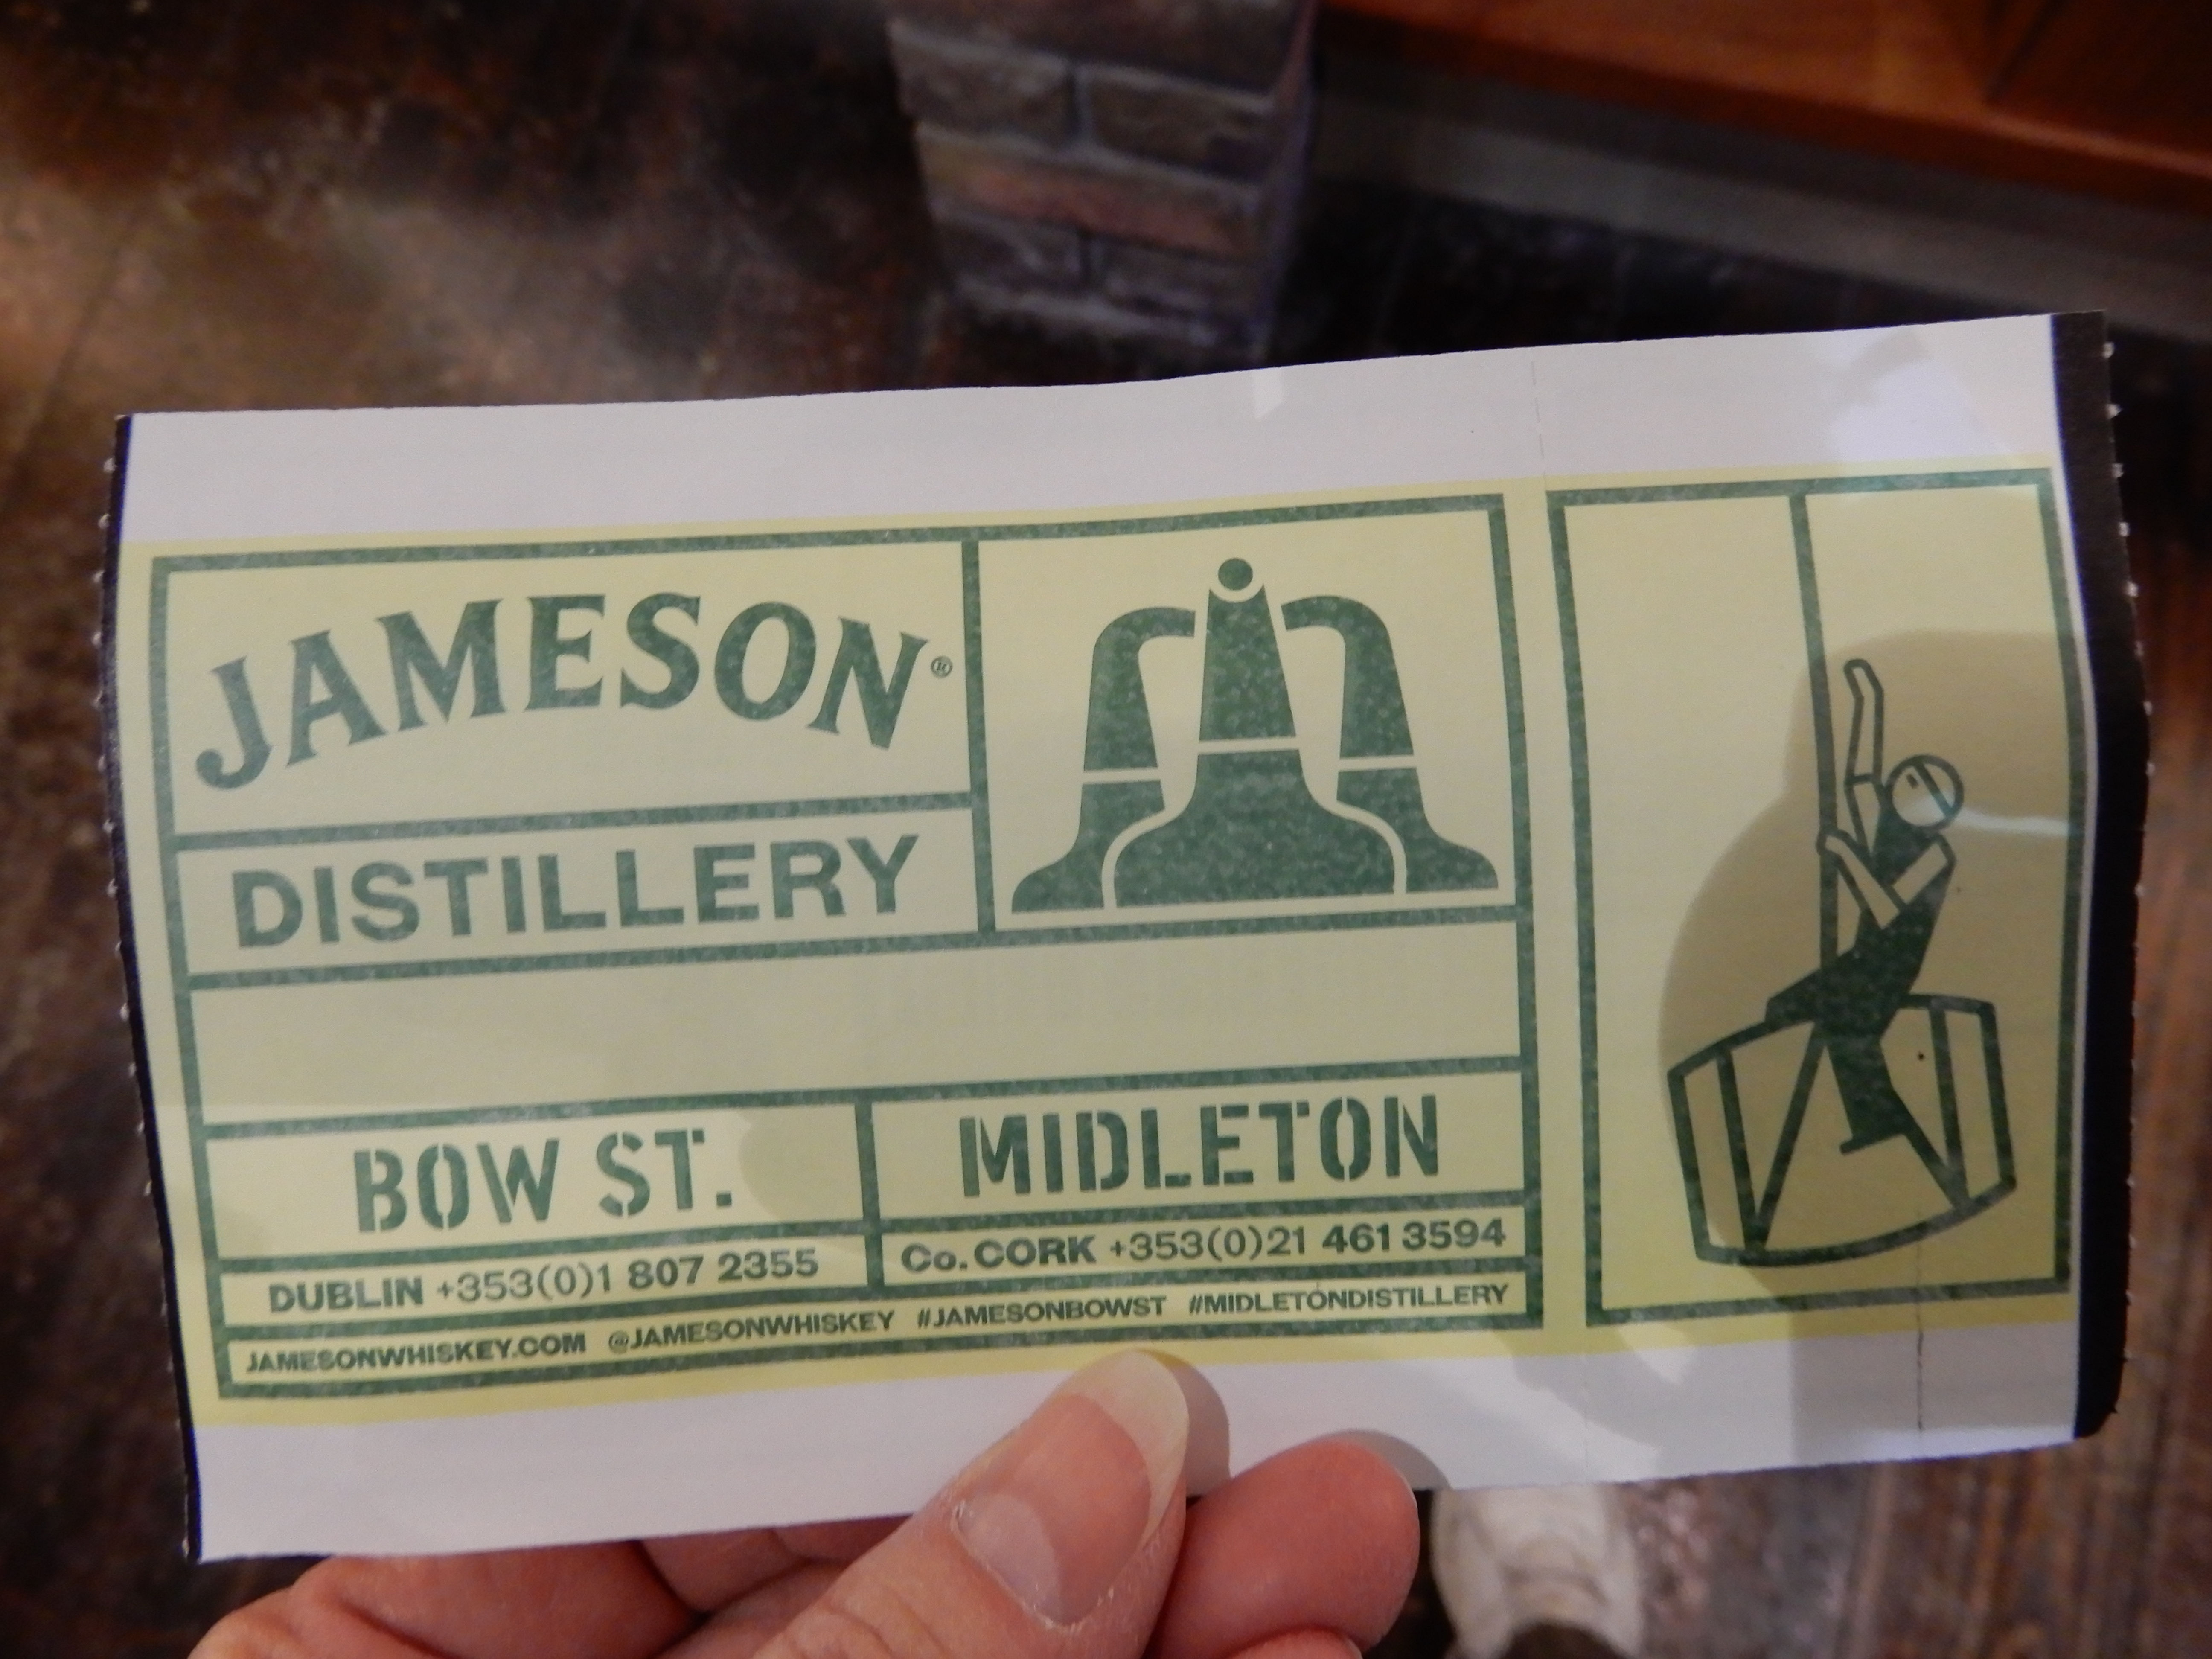 JAMESON®
DISTILLERY
BOW ST.
MIDLETON
DUBLIN +353(0)1 807 2355
Co. CORK +353(0)21 461 3594
JAMESONWHISKEY.COM @JAMESONWHISKEY #JAMESONBOWST #MIDLETONDISTILLERY